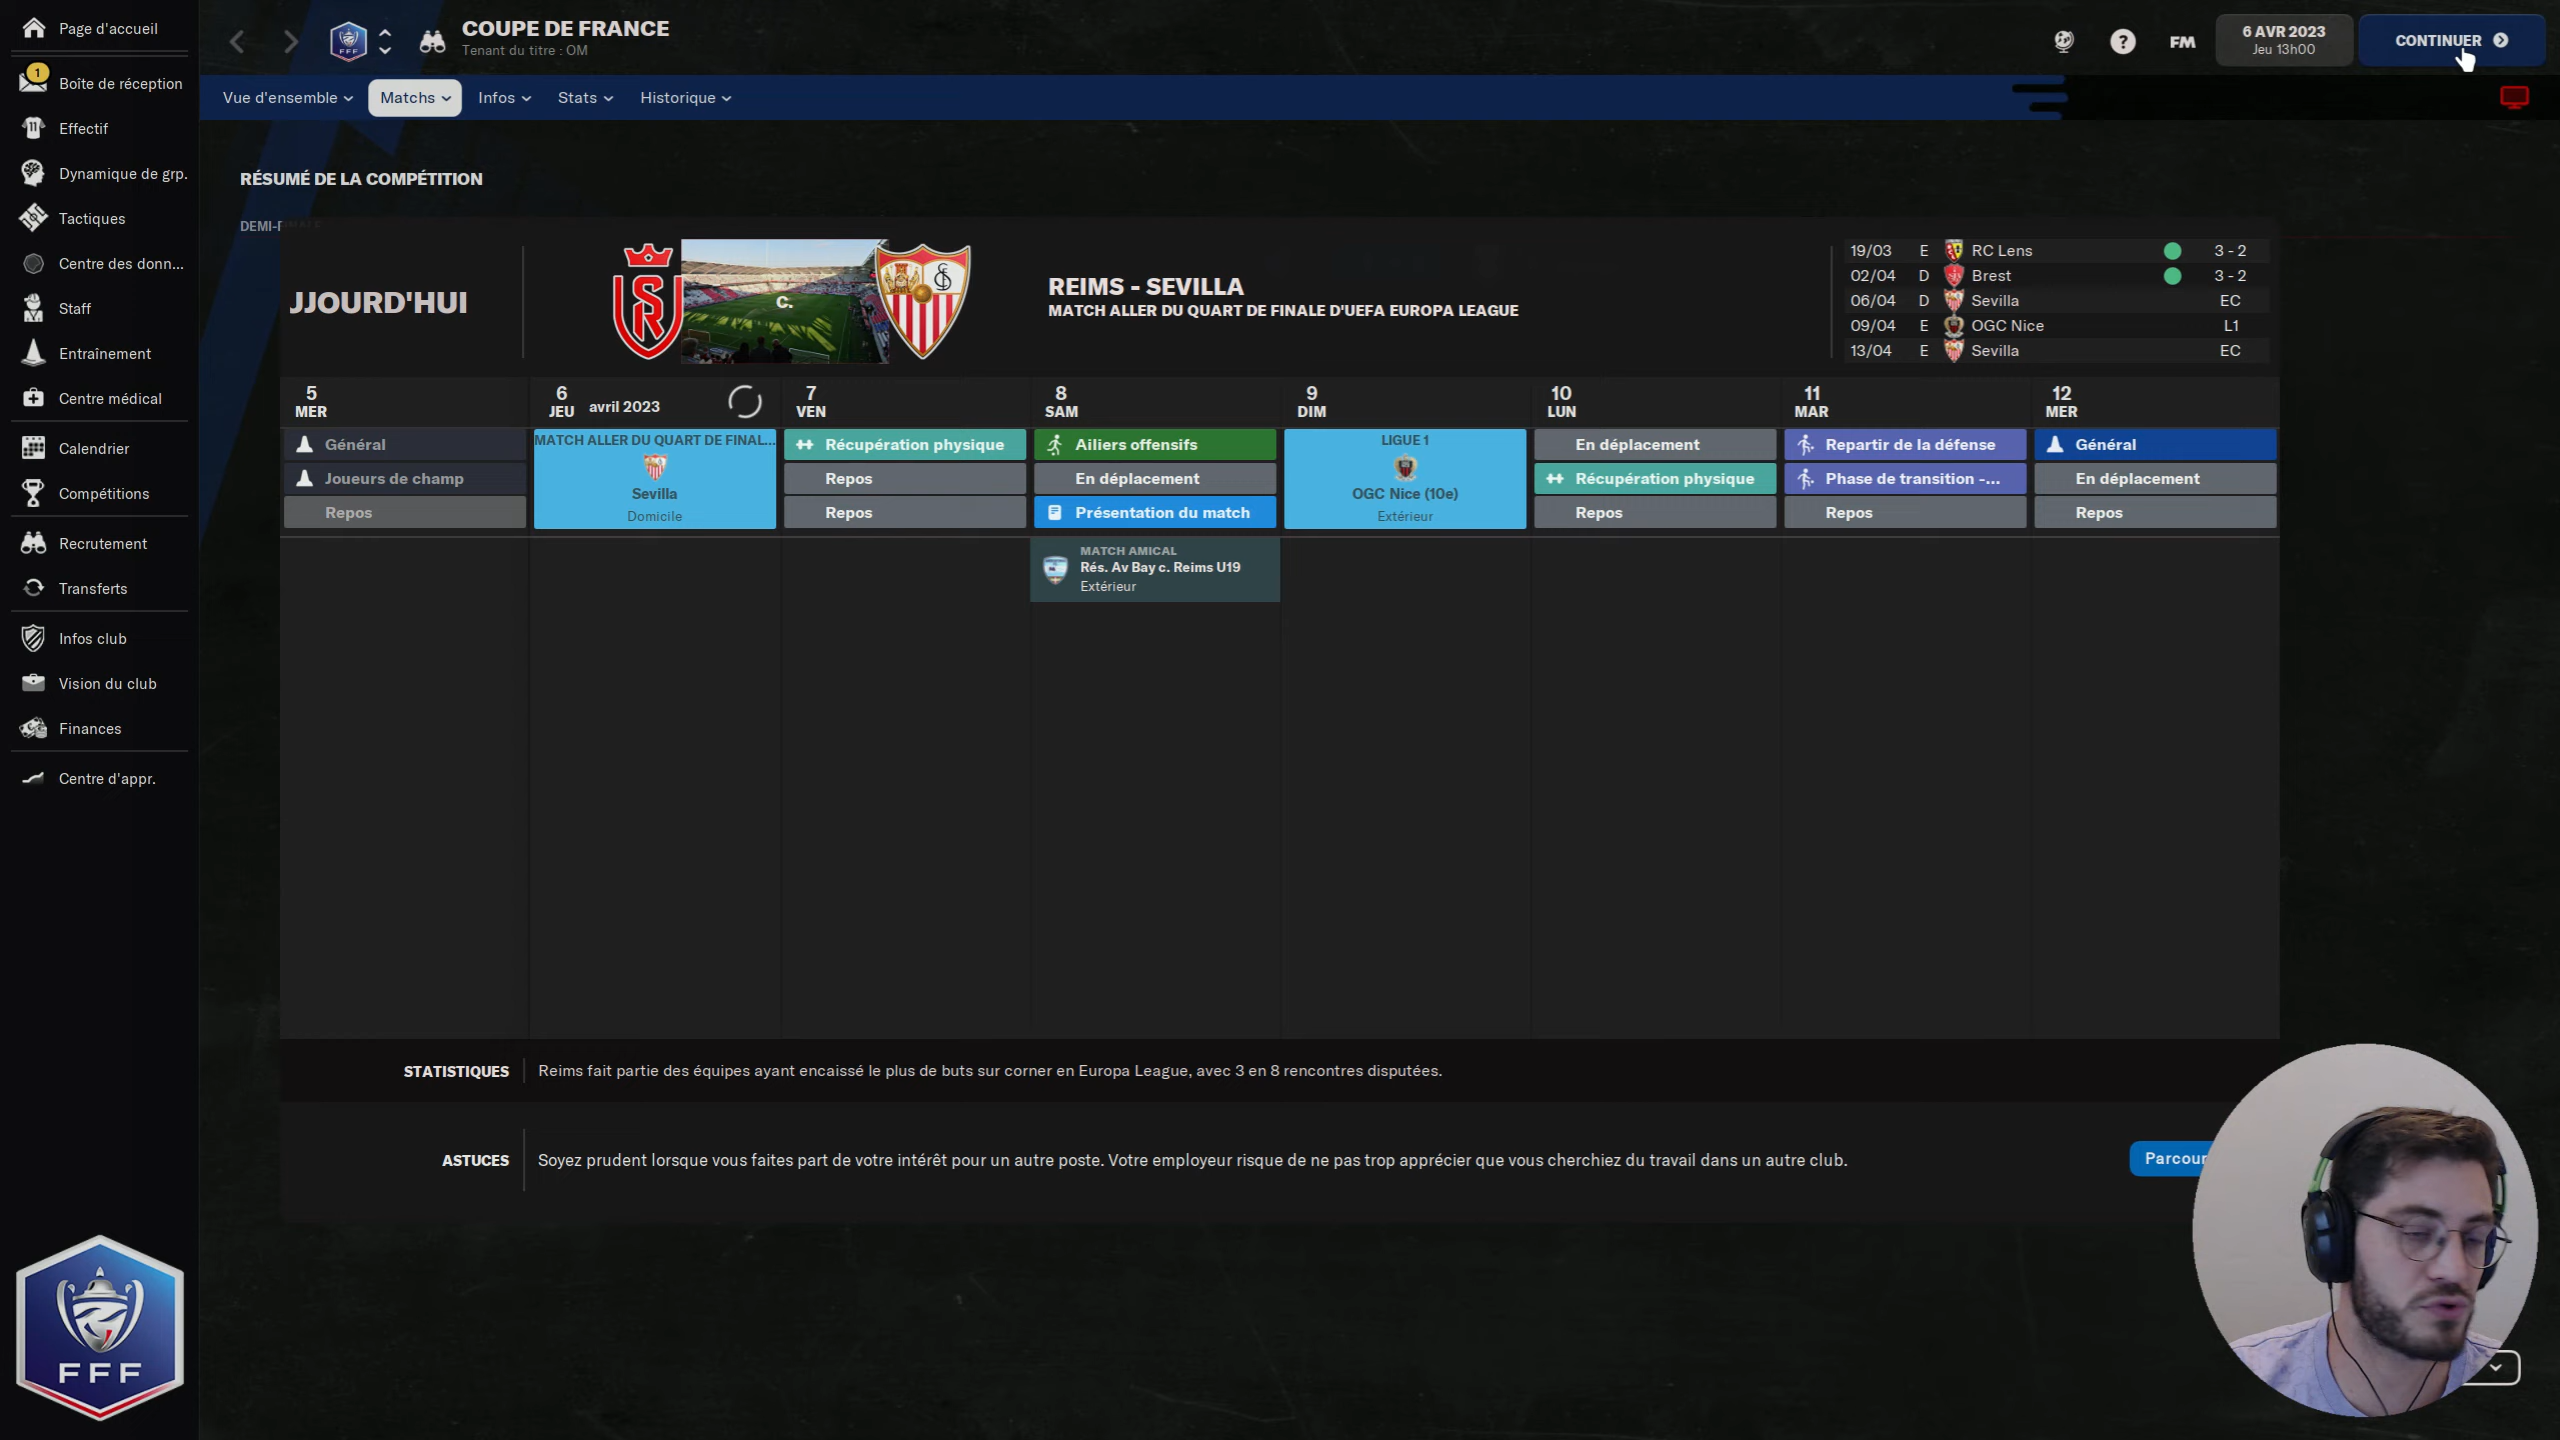 Page d'accueil
Boîte de réception
1
Effectif
Dynamique de grp.
Tactiques
Centre des donn...
Staff
Entraînement
Centre médical
Calendrier
Compétitions
Recrutement
Transferts
Infos club
Vision du club
Finances
Centre d'appr.
FFF
COUPE DE FRANCE
Tenant du titre : OM
FM
6 AVR 2023
Jeu 13h00
CONTINUER
Vue d'ensemble
Matchs
Infos
Stats
Historique
RÉSUMÉ DE LA COMPÉTITION
DEMI-F
JJOURD'HUI
C.
REIMS - SEVILLA
MATCH ALLER DU QUART DE FINALE D'UEFA EUROPA LEAGUE
19/03 E RC Lens 3 - 2
02/04 D Brest 3 - 2
06/04 D Sevilla EC
09/04 E OGC Nice L1
13/04 E Sevilla EC
5 MER
6 JEU avril 2023
7 VEN
8 SAM
9 DIM
10 LUN
11 MAR
12 MER
Général
Joueurs de champ
Repos
MATCH ALLER DU QUART DE FINAL...
Sevilla
Domicile
Récupération physique
Repos
Repos
Ailiers offensifs
En déplacement
Présentation du match
MATCH AMICAL
Rés. Av Bay c. Reims U19
Extérieur
LIGUE 1
OGC Nice (10e)
Extérieur
En déplacement
Récupération physique
Repos
Repartir de la défense
Phase de transition -...
Repos
Général
En déplacement
Repos
STATISTIQUES
Reims fait partie des équipes ayant encaissé le plus de buts sur corner en Europa League, avec 3 en 8 rencontres disputées.
ASTUCES
Soyez prudent lorsque vous faites part de votre intérêt pour un autre poste. Votre employeur risque de ne pas trop apprécier que vous cherchiez du travail dans un autre club.
Parcour